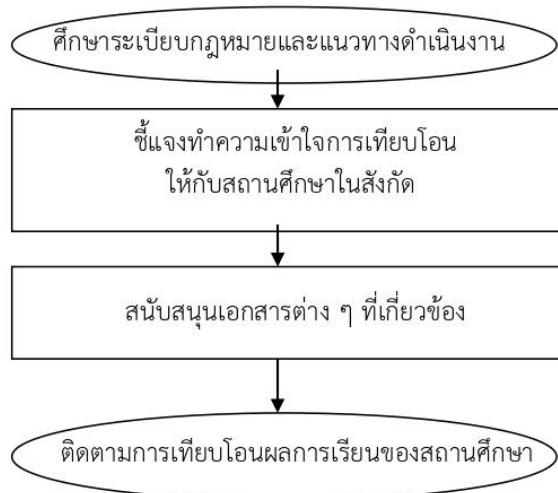 ศึกษาระเบียบกฎหมายและแนวทางดำเนินงาน
ชี้แจงทำความเข้าใจการเทียบโอน
ให้กับสถานศึกษาในสังกัด
สนับสนุนเอกสารต่าง ๆ ที่เกี่ยวข้อง
ติดตามการเทียบโอนผลการเรียนของสถานศึกษา